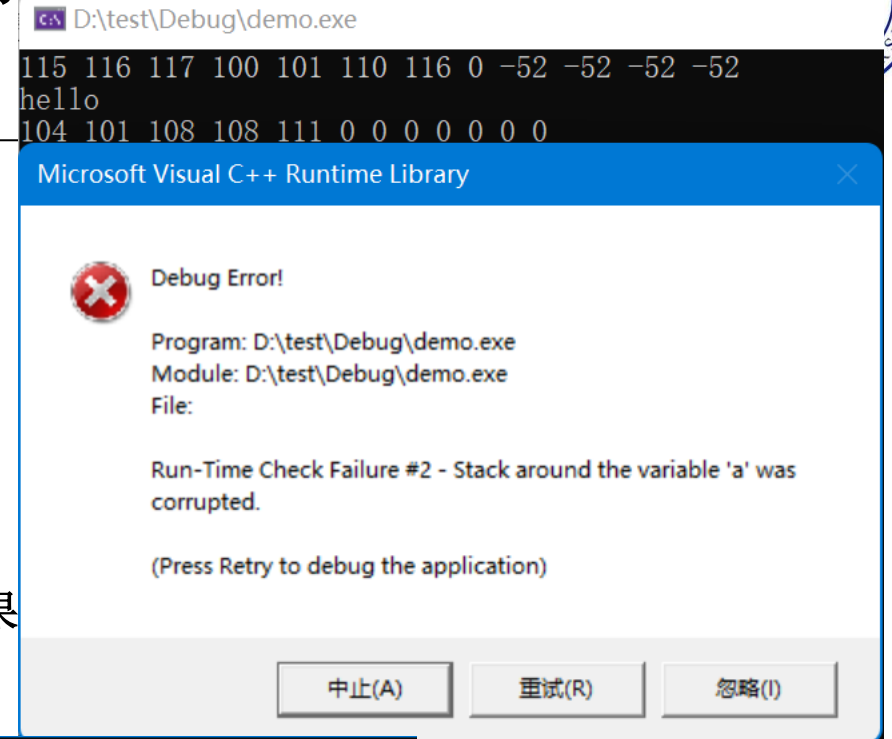 D:\test\Debug\demo.exe
115 116 117 100 101 110 116 0 -52 -52 -52 -52
hello
104 101 108 108 111 0 0 0 0 0 0 0
Microsoft Visual C++ Runtime Library
Debug Error!
Program: D:\test\Debug\demo.exe
Module: D:\test\Debug\demo.exe
File:
Run-Time Check Failure #2 - Stack around the variable 'a' was
corrupted.
(Press Retry to debug the application)
果
中止(A) 重试(R) 忽略(I)